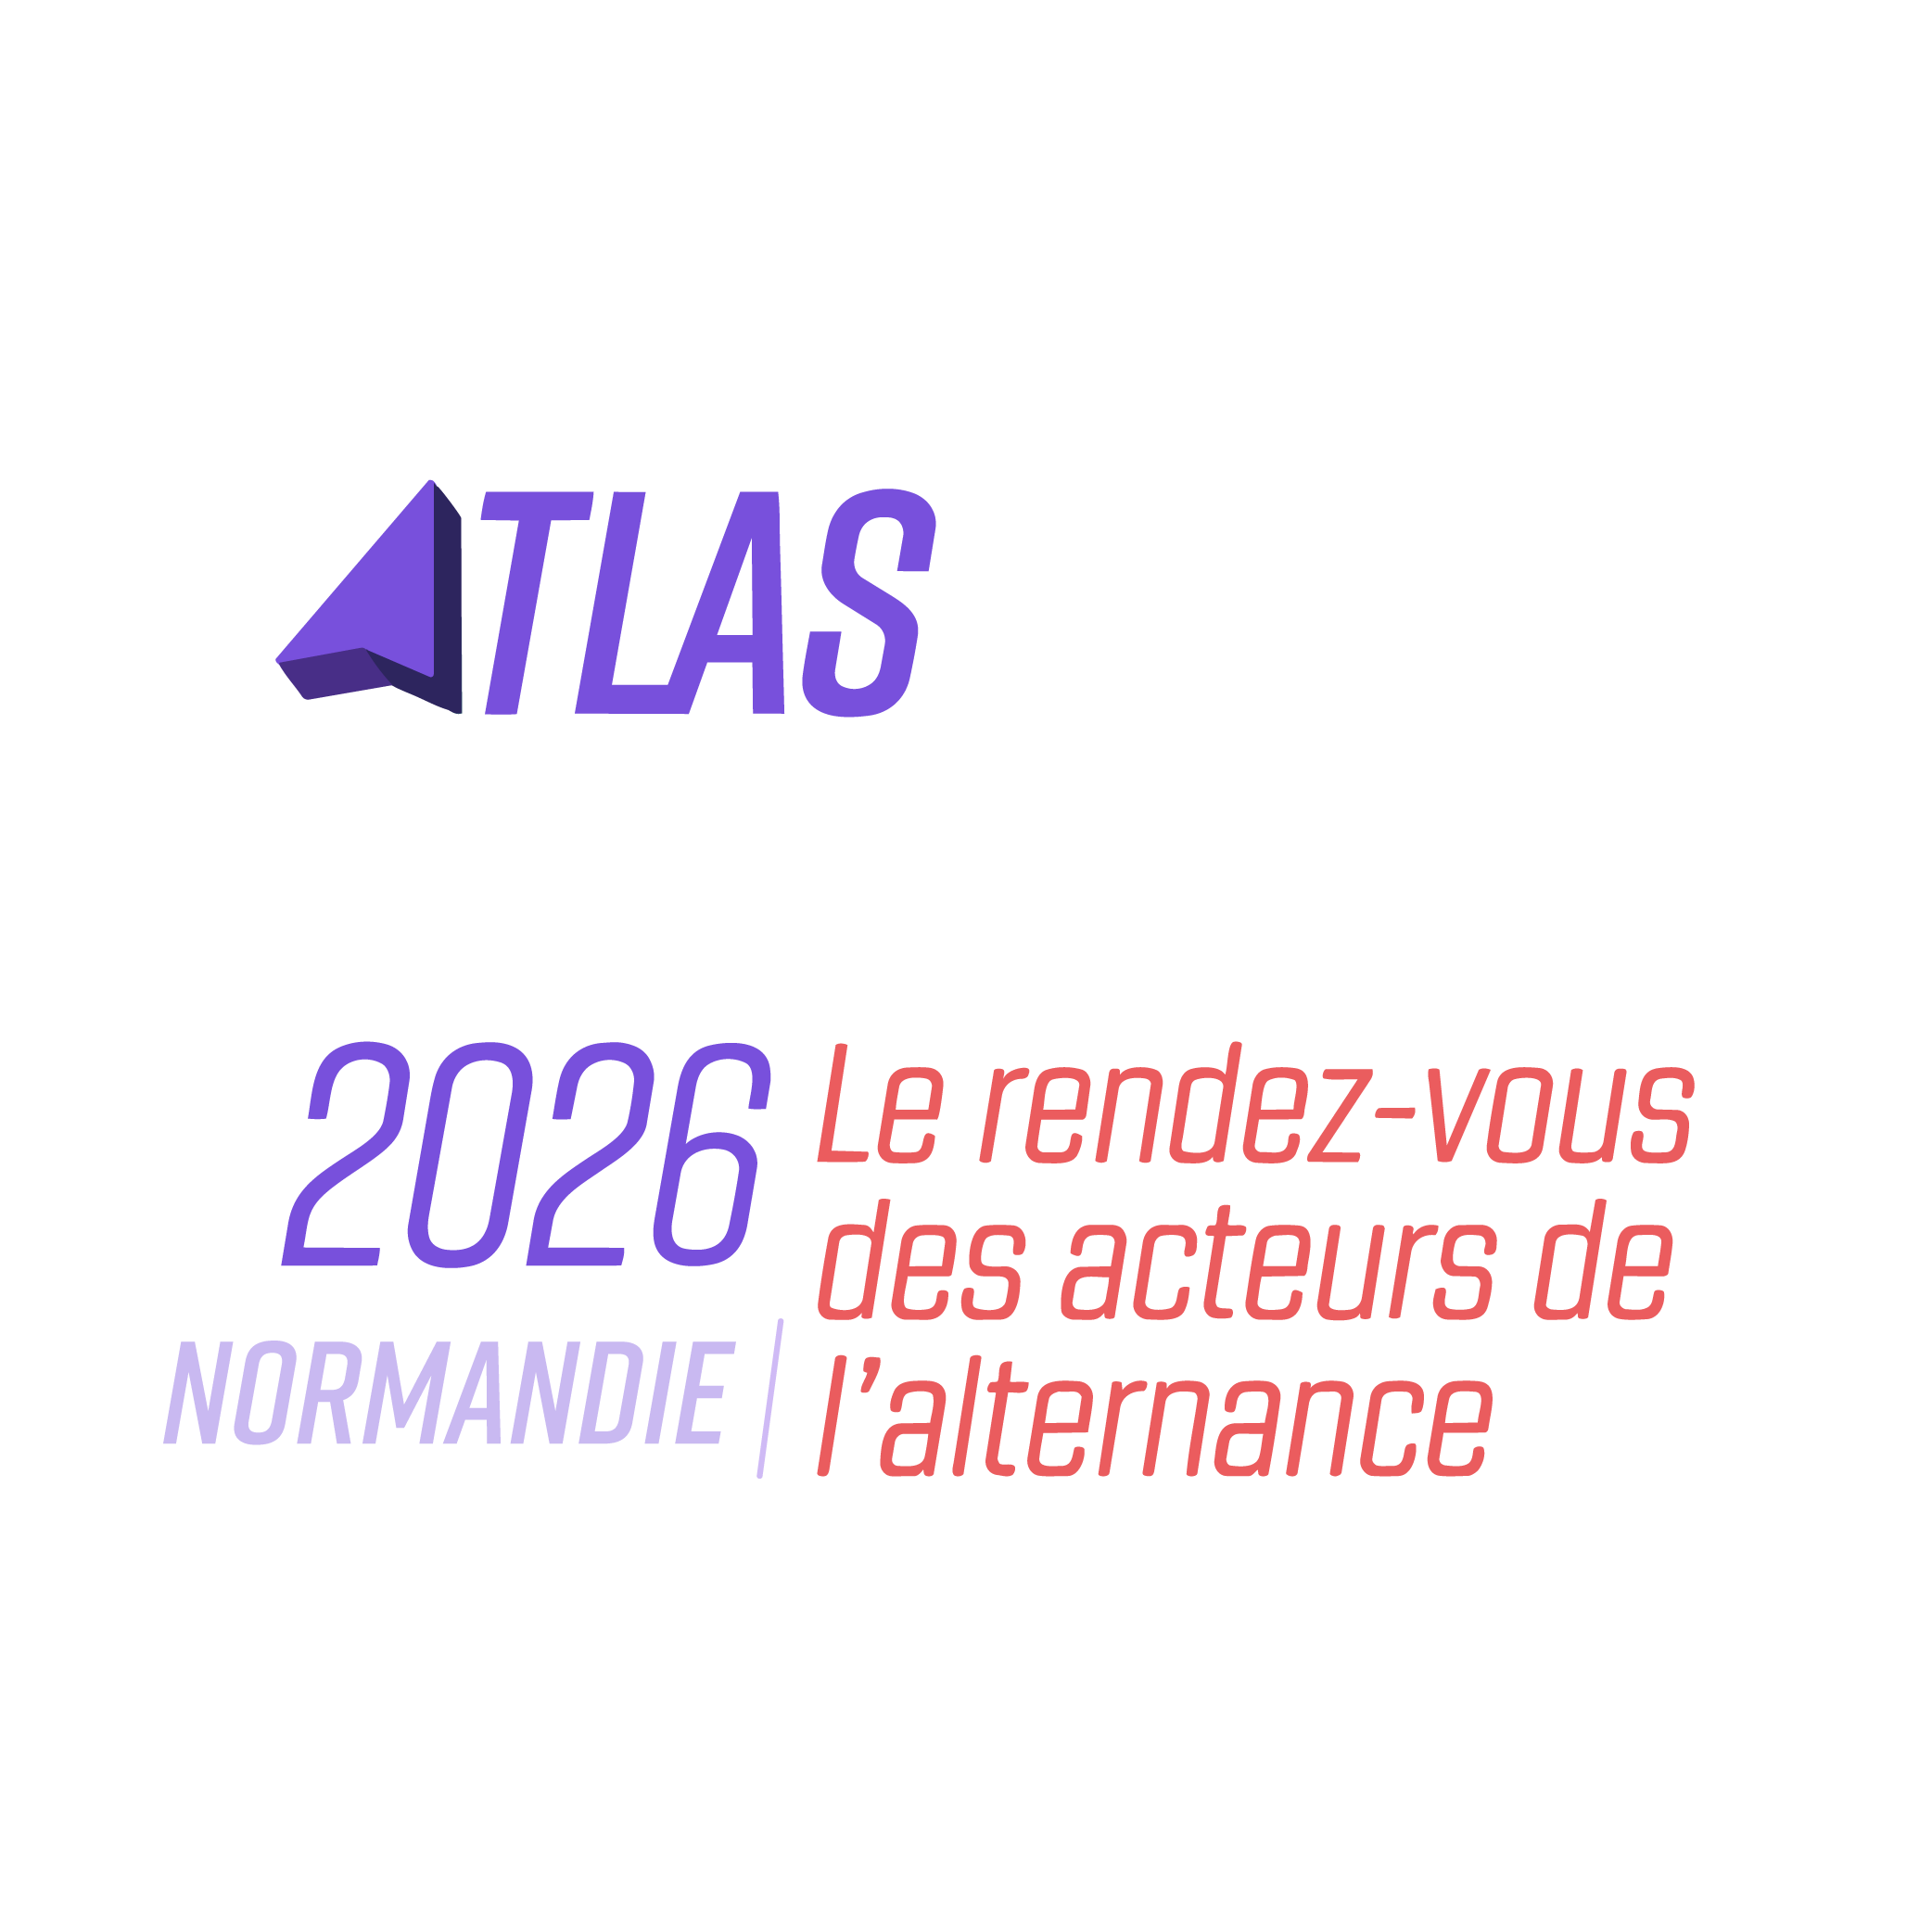 ATLAS
2026
NORMANDIE
Le rendez-vous
des acteurs de
l'alternance